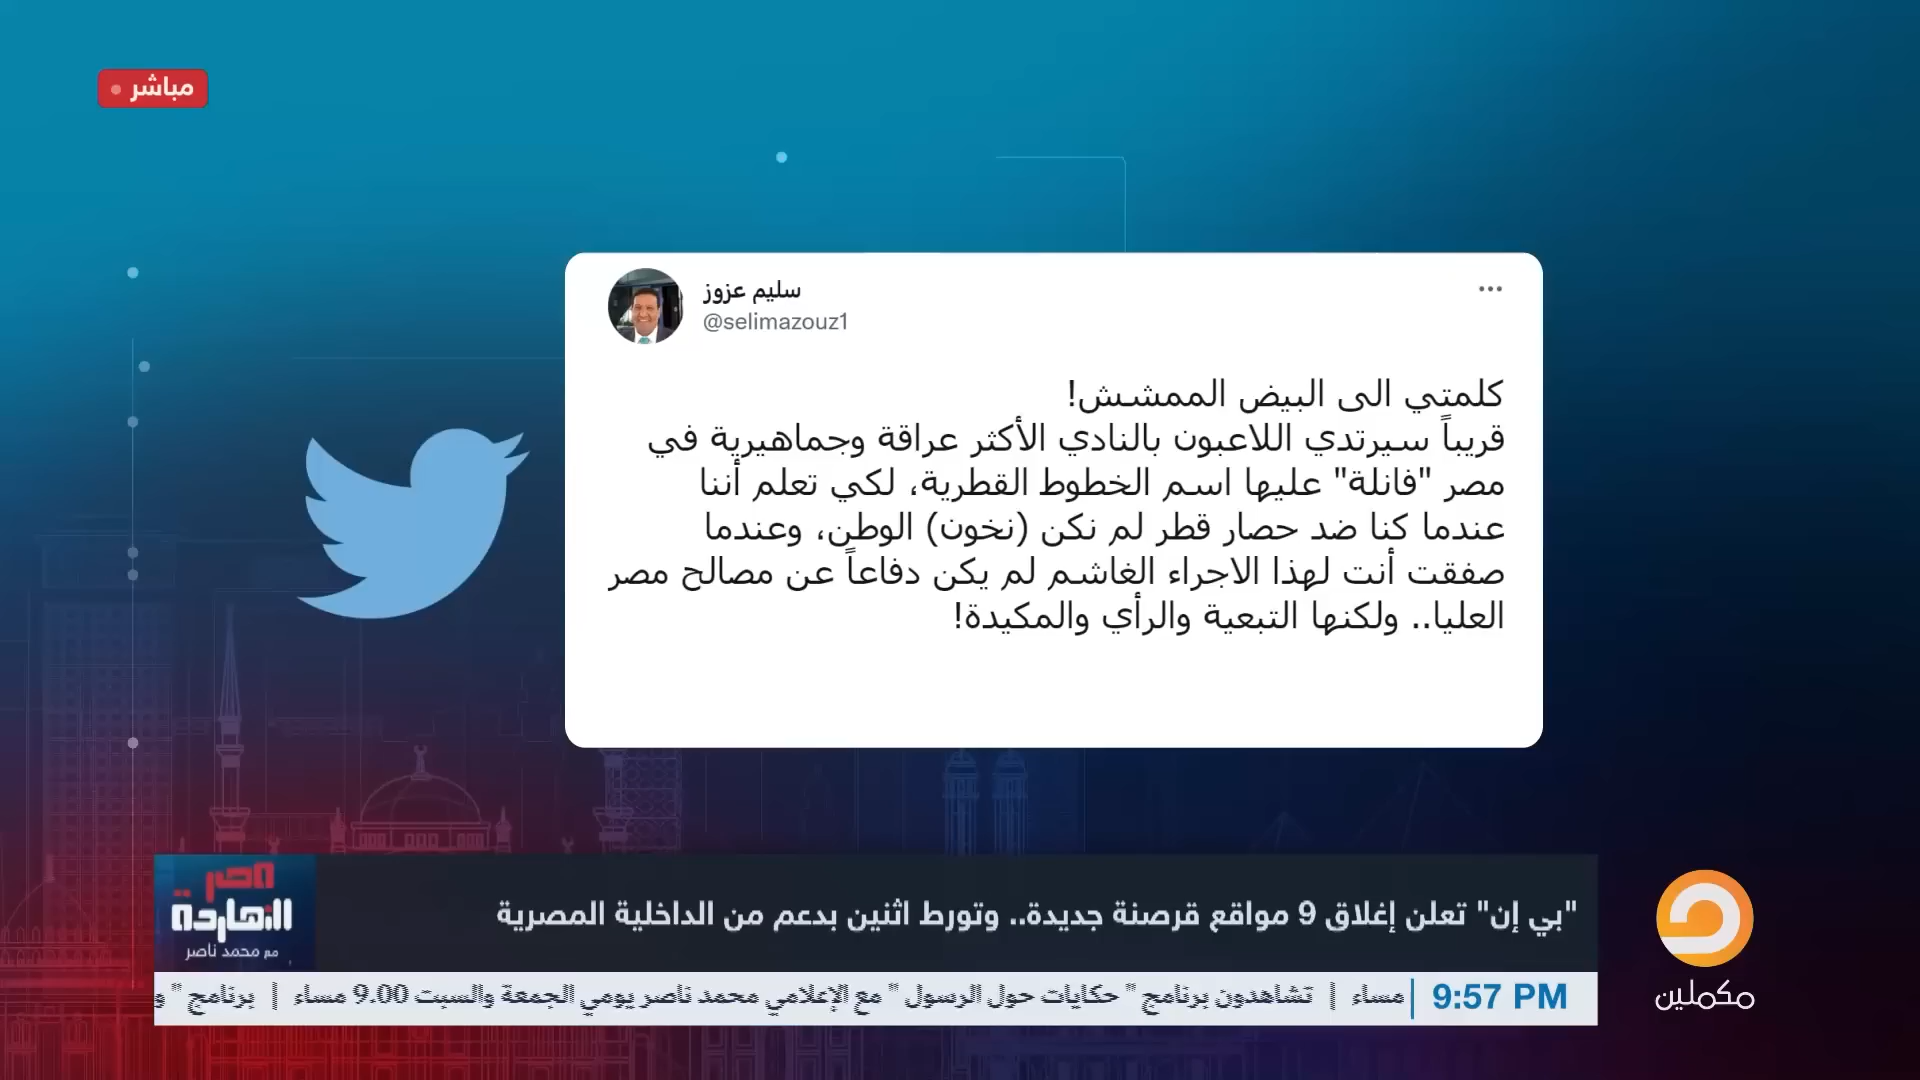 مباشر
سليم عزوز
@selimazouz1
كلمتي الى البيض الممشش!
قريباً سيرتدي اللاعبون بالنادي الأكثر عراقة وجماهيرية في
مصر "فانلة" عليها اسم الخطوط القطرية، لكي تعلم أننا
عندما كنا ضد حصار قطر لم نكن (نخون) الوطن، وعندما
صفقت أنت لهذا الاجراء الغاشم لم يكن دفاعاً عن مصالح مصر
العليا.. ولكنها التبعية والرأي والمكيدة!
مصر
النهاردة
مع محمد ناصر
"بي إن" تعلن إغلاق 9 مواقع قرصنة جديدة.. وتورط اثنين بدعم من الداخلية المصرية
9:57 PM
مساء | تشاهدون برنامج " حكايات حول الرسول " مع الإعلامي محمد ناصر يومي الجمعة والسبت 9.00 مساء | برنامج " و
مكملين